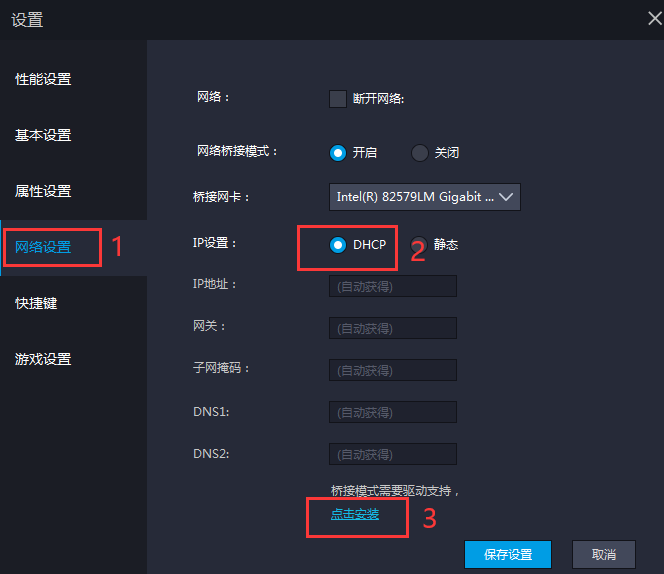 设置
性能设置
基本设置
属性设置
网络设置 1
快捷键
游戏设置
网络： 断开网络:
网络桥接模式： 开启 关闭
桥接网卡： Intel(R) 82579LM Gigabit ...
IP设置： DHCP 2 静态
IP地址： (自动获得)
网关： (自动获得)
子网掩码： (自动获得)
DNS1: (自动获得)
DNS2: (自动获得)
桥接模式需要驱动支持，
点击安装 3
保存设置 取消